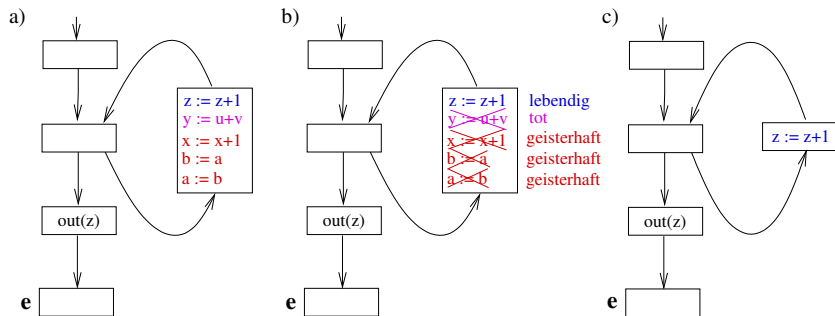 a)
z := z+1
y := u+v
x := x+1
b := a
a := b
out(z)
e
b)
z := z+1 lebendig
y := u+v tot
x := x+1 geisterhaft
b := a geisterhaft
a := b geisterhaft
out(z)
e
c)
z := z+1
out(z)
e